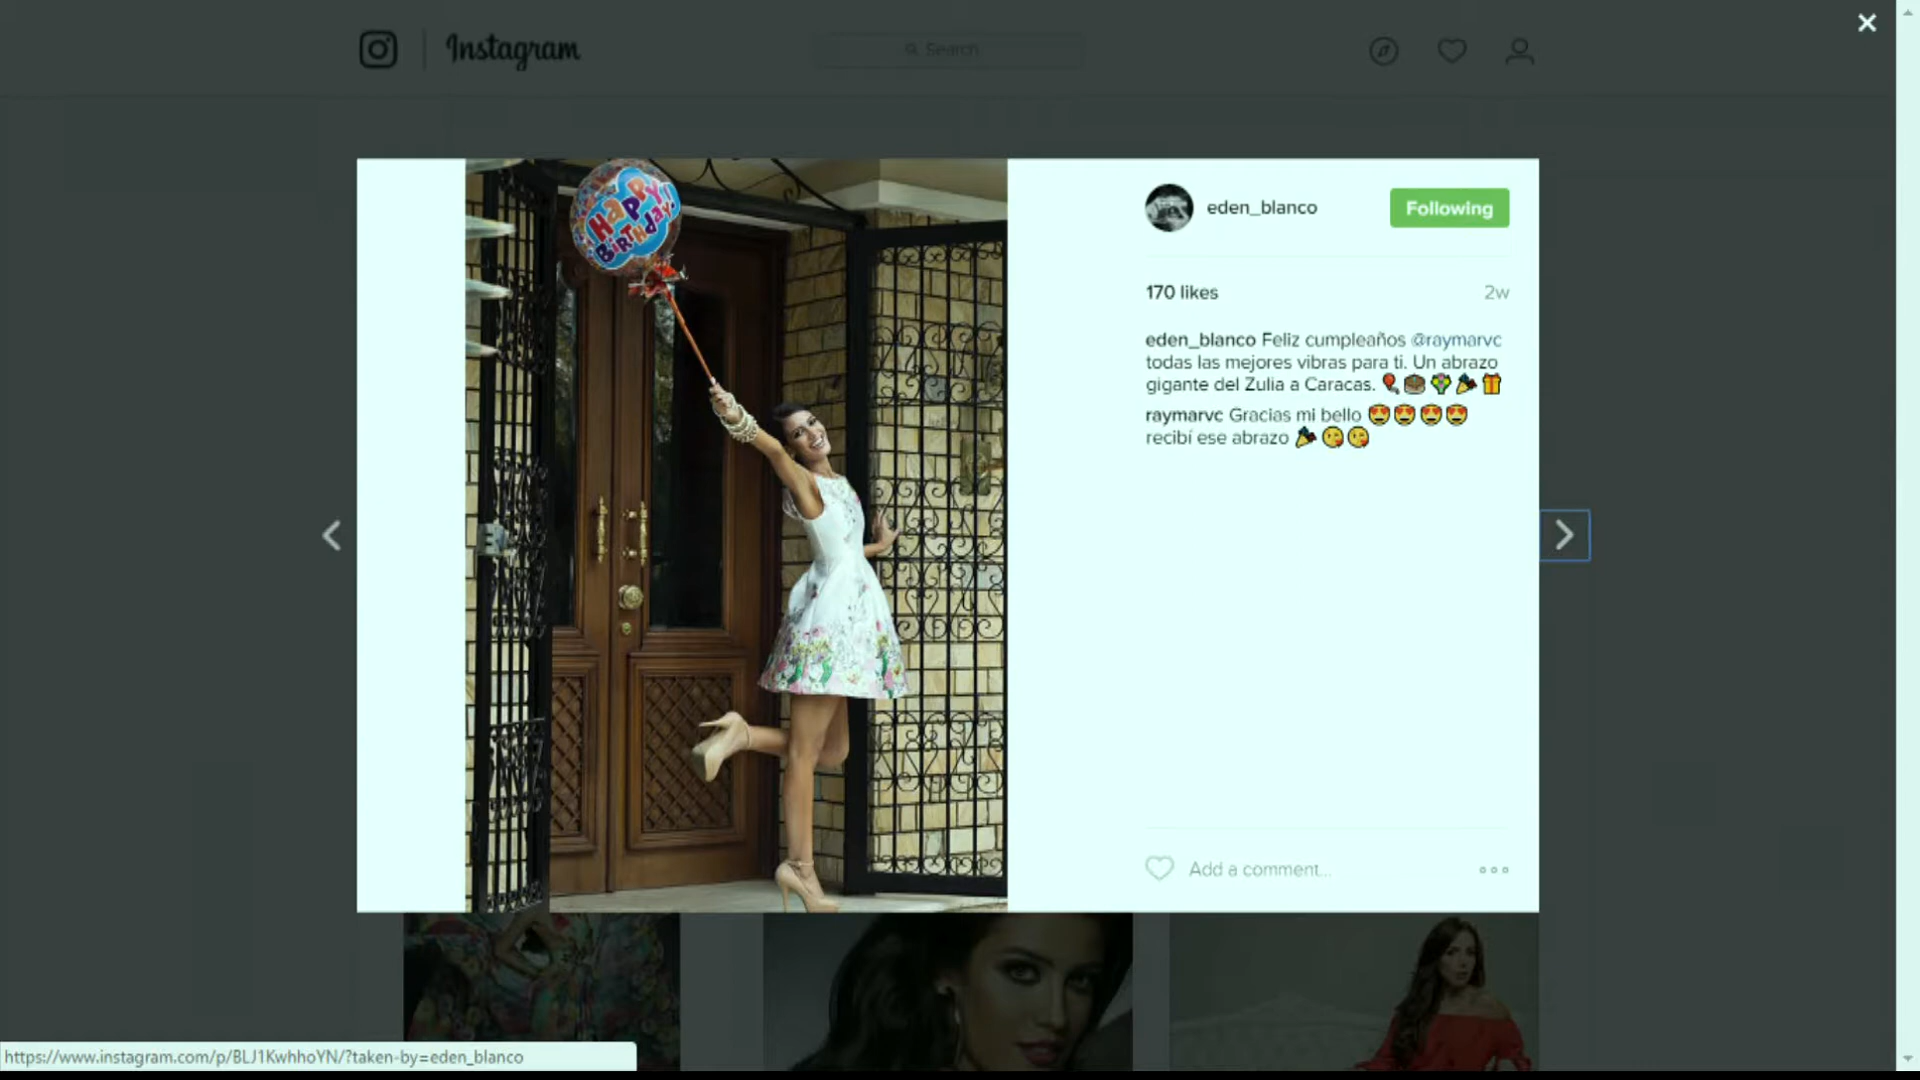 Instagram
Search
HAPPY
BIRTHday!
eden_blanco
Following
170 likes
2w
eden_blanco Feliz cumpleaños @raymarvc
todas las mejores vibras para ti. Un abrazo
gigante del Zulia a Caracas. 🎈🎂💐🎉🎁
raymarvc Gracias mi bello 😍😍😍😍
recibí ese abrazo 🎉😘😘
Add a comment...
https://www.instagram.com/p/BLJ1KwhhoYN/?taken-by=eden_blanco